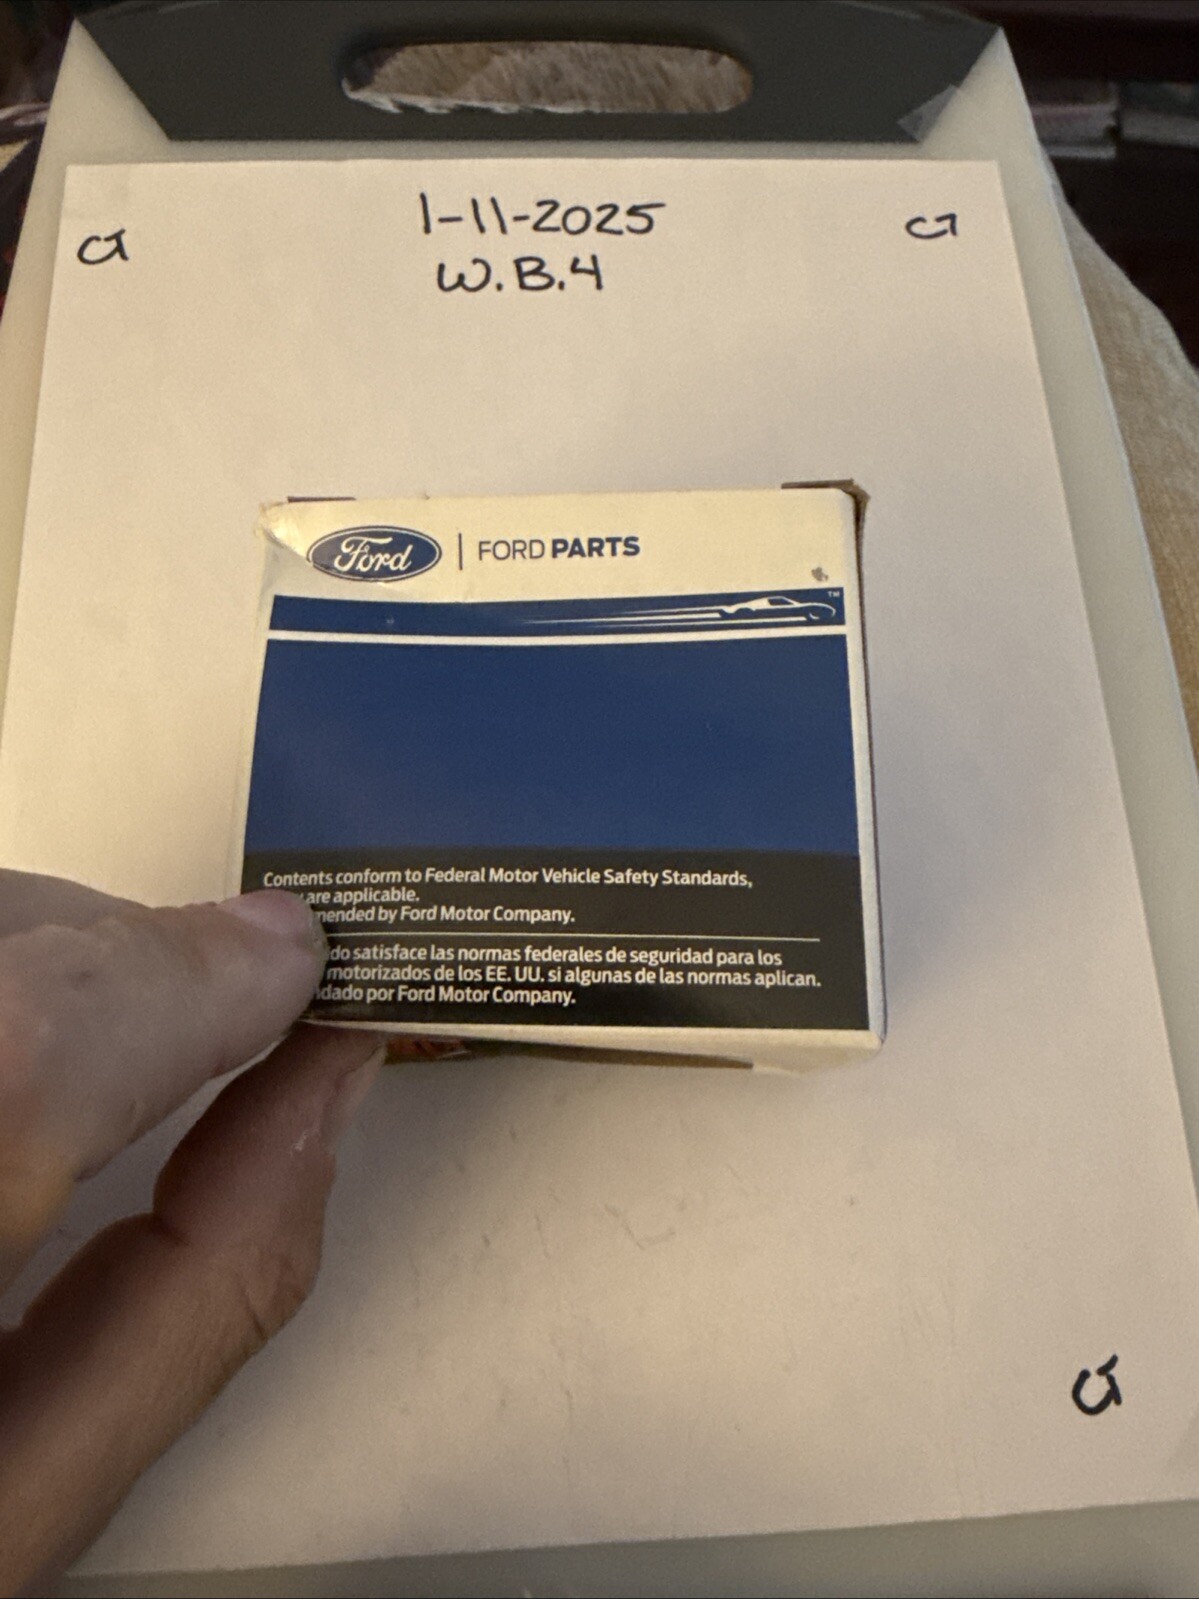 1-11-2025
W.B.4
Ford | FORD PARTS
TM
Contents conform to Federal Motor Vehicle Safety Standards,
are applicable.
mended by Ford Motor Company.
do satisface las normas federales de seguridad para los
motorizados de los EE. UU. si algunas de las normas aplican.
dado por Ford Motor Company.